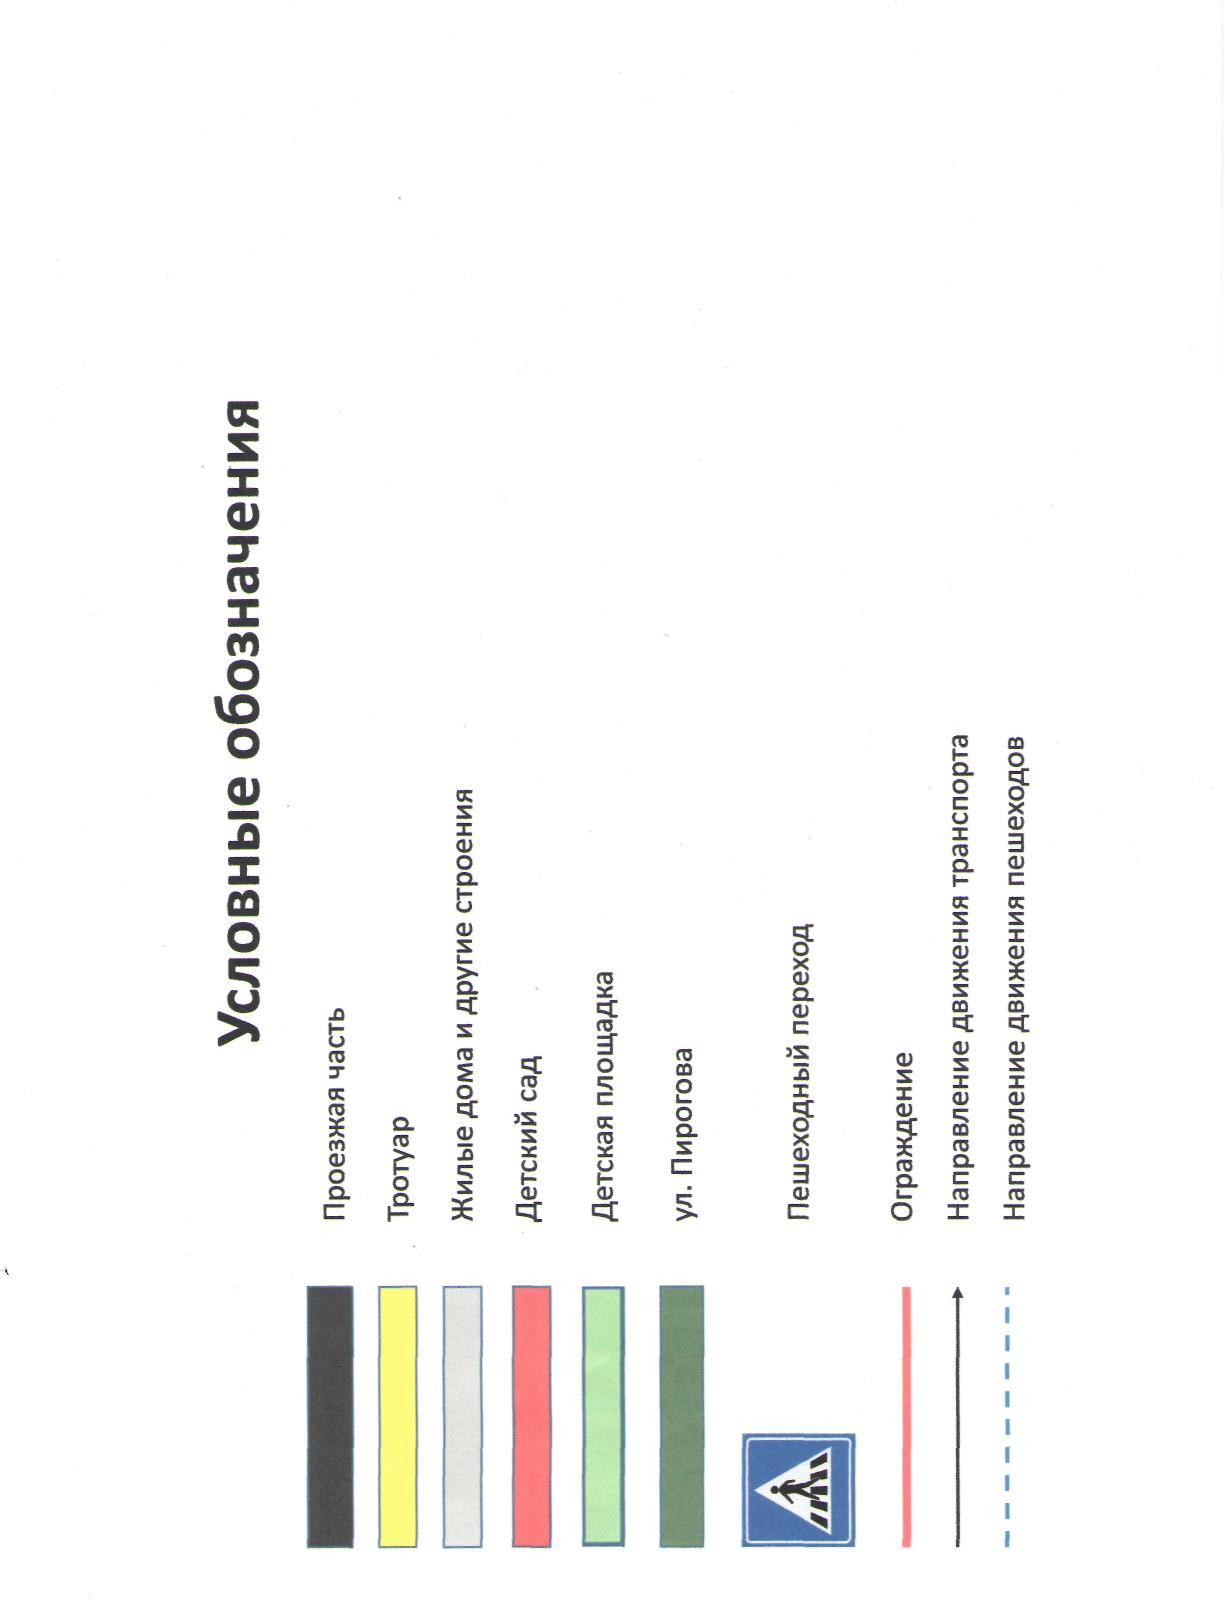 Условные обозначения
Проезжая часть
Тротуар
Жилые дома и другие строения
Детский сад
Детская площадка
ул. Пирогова
Пешеходный переход
Ограждение
Направление движения транспорта
Направление движения пешеходов